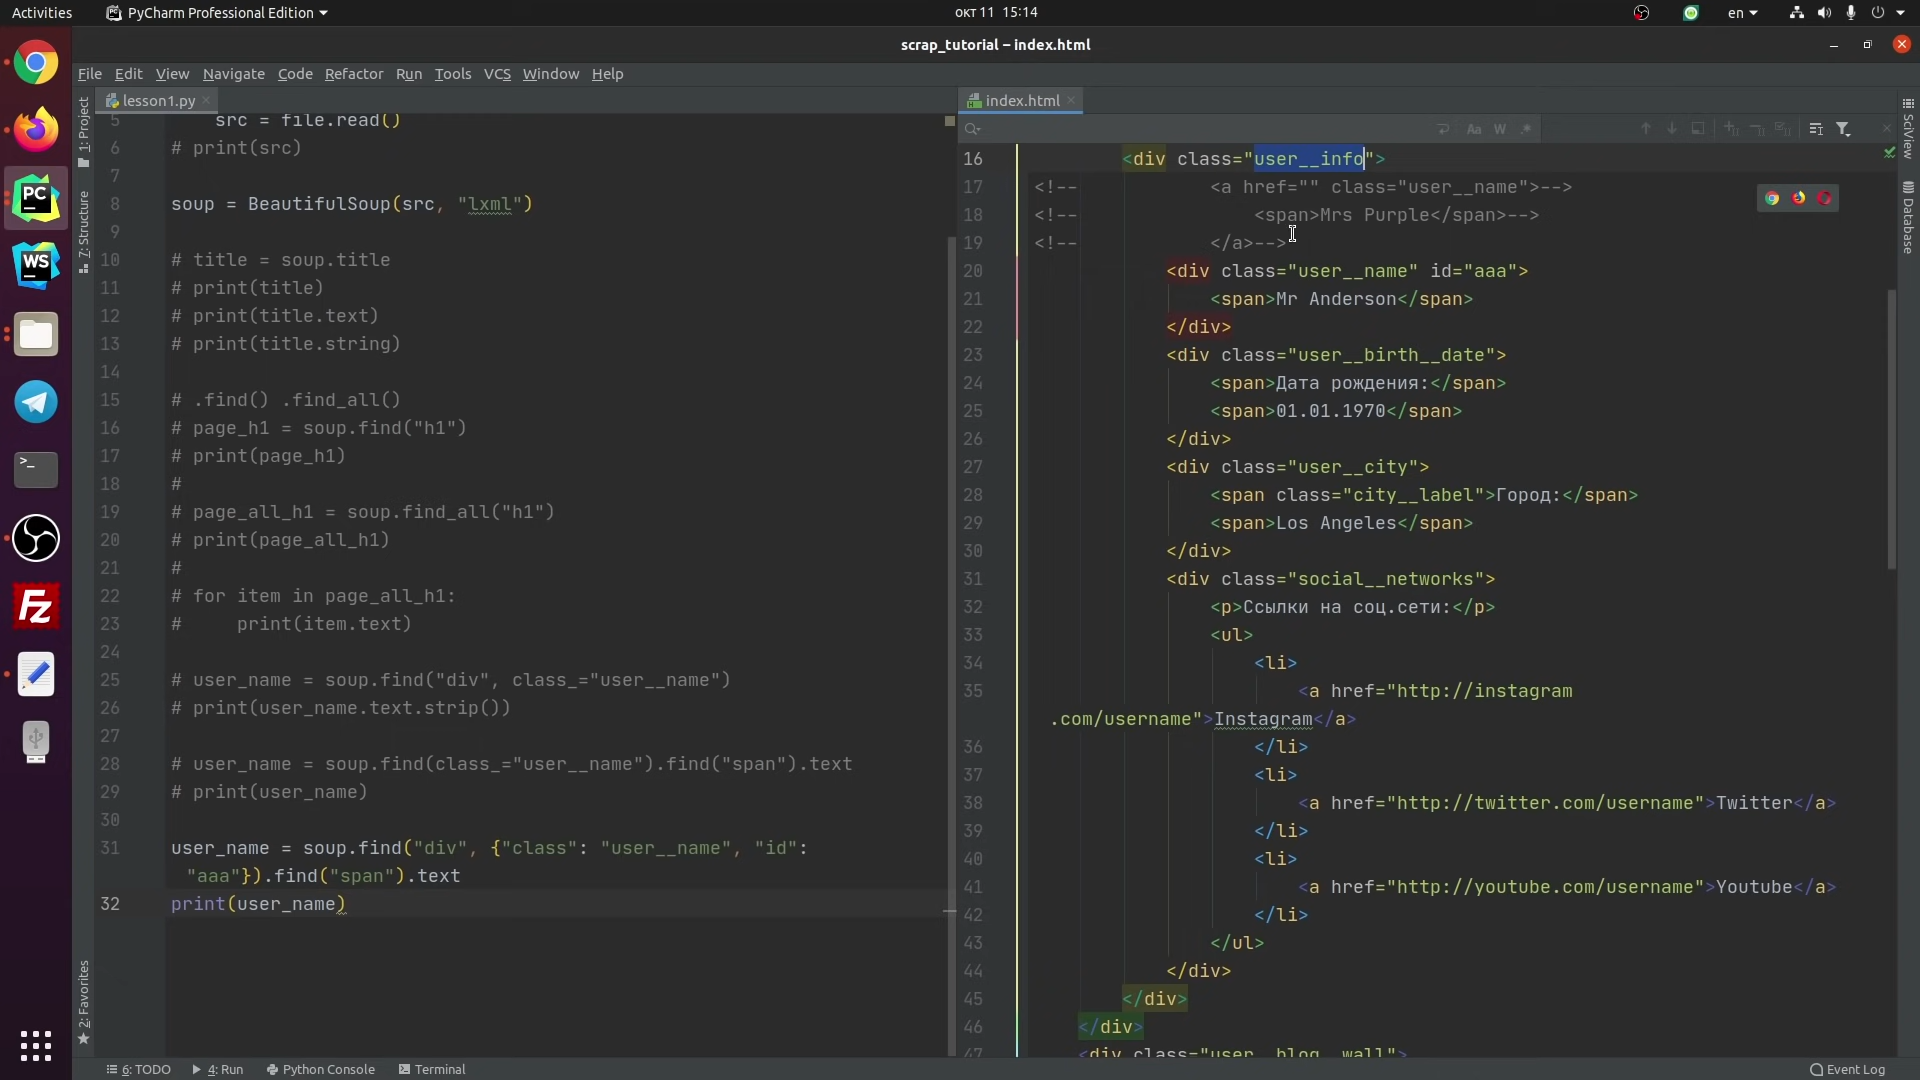 Activities
PyCharm Professional Edition
окт 11 15:14
en
scrap_tutorial – index.html
File Edit View Navigate Code Refactor Run Tools VCS Window Help
lesson1.py
5 src = file.read()
6 # print(src)
7
8 soup = BeautifulSoup(src, "lxml")
9
10 # title = soup.title
11 # print(title)
12 # print(title.text)
13 # print(title.string)
14
15 # .find() .find_all()
16 # page_h1 = soup.find("h1")
17 # print(page_h1)
18 #
19 # page_all_h1 = soup.find_all("h1")
20 # print(page_all_h1)
21 #
22 # for item in page_all_h1:
23 #     print(item.text)
24
25 # user_name = soup.find("div", class_="user__name")
26 # print(user_name.text.strip())
27
28 # user_name = soup.find(class_="user__name").find("span").text
29 # print(user_name)
30
31 user_name = soup.find("div", {"class": "user__name", "id":
"aaa"}).find("span").text
32 print(user_name)
index.html
Aa W .*
16 <div class="user__info">
17 <!-- <a href="" class="user__name">-->
18 <!-- <span>Mrs Purple</span>-->
19 <!-- </a>-->
20 <div class="user__name" id="aaa">
21 <span>Mr Anderson</span>
22 </div>
23 <div class="user__birth__date">
24 <span>Дата рождения:</span>
25 <span>01.01.1970</span>
26 </div>
27 <div class="user__city">
28 <span class="city__label">Город:</span>
29 <span>Los Angeles</span>
30 </div>
31 <div class="social__networks">
32 <p>Ссылки на соц.сети:</p>
33 <ul>
34 <li>
35 <a href="http://instagram
.com/username">Instagram</a>
36 </li>
37 <li>
38 <a href="http://twitter.com/username">Twitter</a>
39 </li>
40 <li>
41 <a href="http://youtube.com/username">Youtube</a>
42 </li>
43 </ul>
44 </div>
45 </div>
46 </div>
47 <div class="user__blog__wall">
1: Project
7: Structure
2: Favorites
SciView
Database
PC
WS
>_
Fz
6: TODO
4: Run
Python Console
Terminal
Event Log